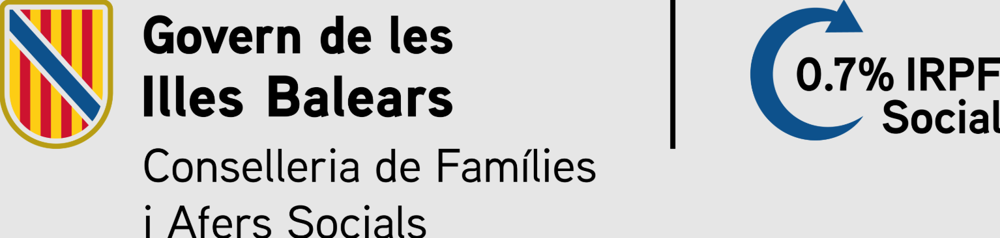 Govern de les
Illes Balears
Conselleria de Famílies
i Afers Socials
0.7% IRPF
Social